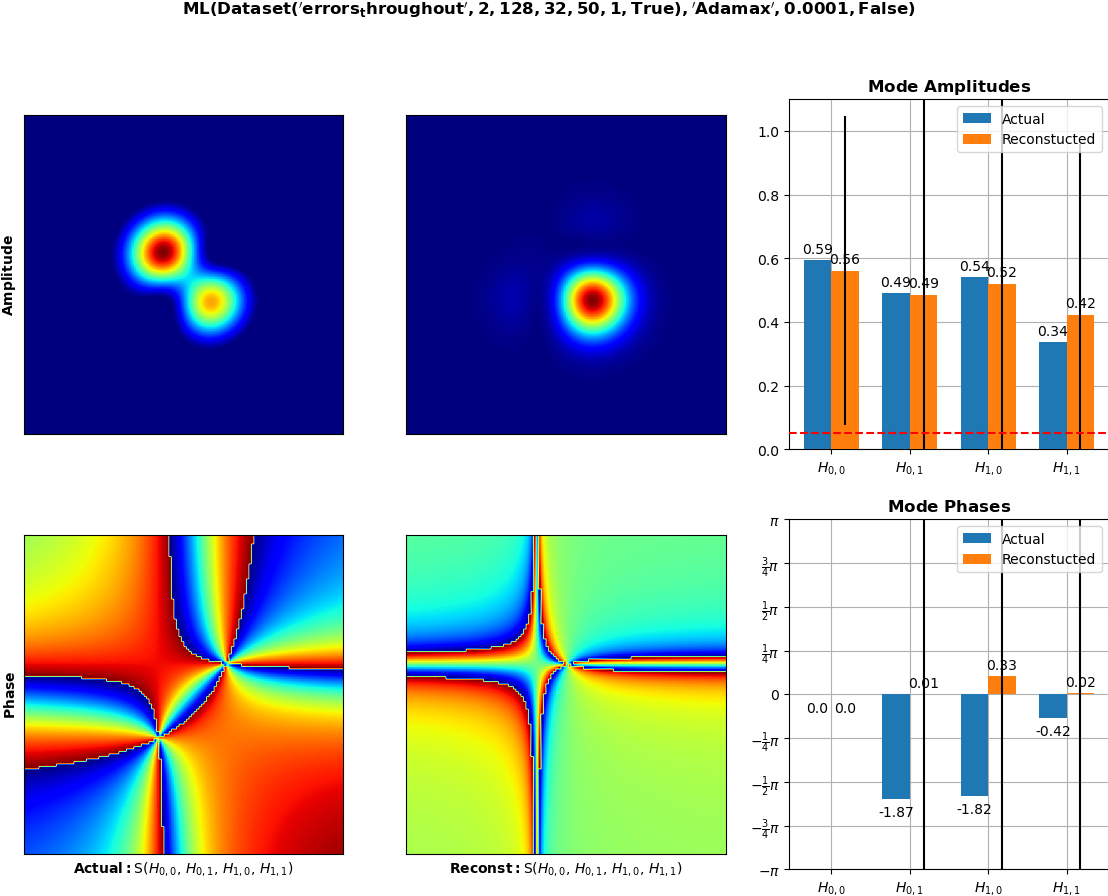 ML(Dataset('errors_throughout', 2, 128, 32, 50, 1, True), 'Adamax', 0.0001, False)
Mode Amplitudes
Amplitude
Actual
Reconstucted
1.0
0.8
0.6
0.4
0.2
0.0
0.59
0.56
0.49
0.49
0.54
0.52
0.34
0.42
H0,0
H0,1
H1,0
H1,1
Mode Phases
Phase
Actual
Reconstucted
π
3/4π
1/2π
1/4π
0
−1/4π
−1/2π
−3/4π
−π
0.0
0.0
-1.87
0.01
-1.82
0.33
-0.42
0.02
H0,0
H0,1
H1,0
H1,1
Actual: S(H0,0, H0,1, H1,0, H1,1)
Reconst: S(H0,0, H0,1, H1,0, H1,1)